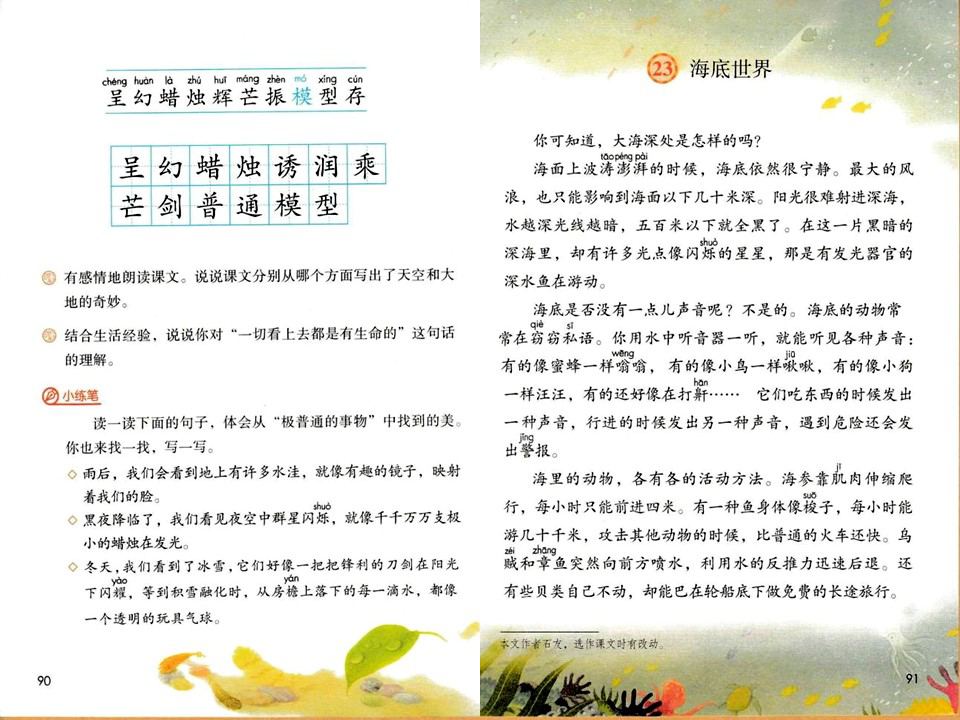 chéng huàn là zhú huī máng zhèn mó xíng cún
呈幻蜡烛辉芒振模型存
呈幻蜡烛诱润乘
芒剑普通模型
有感情地朗读课文。说说课文分别从哪个方面写出了天空和大
地的奇妙。
结合生活经验，说说你对“一切看上去都是有生命的”这句话
的理解。
小练笔
读一读下面的句子，体会从“极普通的事物”中找到的美。
你也来找一找，写一写。
◇ 雨后，我们会看到地上有许多水洼，就像有趣的镜子，映射
着我们的脸。
shuò
◇ 黑夜降临了，我们看见夜空中群星闪烁，就像千千万万支极
小的蜡烛在发光。
◇ 冬天，我们看到了冰雪，它们好像一把把锋利的刀剑在阳光
yào yán
下闪耀，等到积雪融化时，从房檐上落下的每一滴水，都像
一个透明的玩具气球。
90
23 海底世界
你可知道，大海深处是怎样的吗？
tāo péng pài
海面上波涛澎湃的时候，海底依然很宁静。最大的风
浪，也只能影响到海面以下几十米深。阳光很难射进深海，
水越深光线越暗，五百米以下就全黑了。在这一片黑暗的
shuò
深海里，却有许多光点像闪烁的星星，那是有发光器官的
深水鱼在游动。
海底是否没有一点儿声音呢？不是的。海底的动物常
qiè sī
常在窃窃私语。你用水中听音器一听，就能听见各种声音：
wēng jiū
有的像蜜蜂一样嗡嗡，有的像小鸟一样啾啾，有的像小狗
hān
一样汪汪，有的还好像在打鼾……它们吃东西的时候发出
一种声音，行进的时候发出另一种声音，遇到危险还会发
jǐng
出警报。
jī
海里的动物，各有各的活动方法。海参靠肌肉伸缩爬
suō
行，每小时只能前进四米。有一种鱼身体像梭子，每小时能
游几十千米，攻击其他动物的时候，比普通的火车还快。乌
zéi zhāng
贼和章鱼突然向前方喷水，利用水的反推力迅速后退。还
有些贝类自己不动，却能巴在轮船底下做免费的长途旅行。
本文作者石友，选作课文时有改动。
91